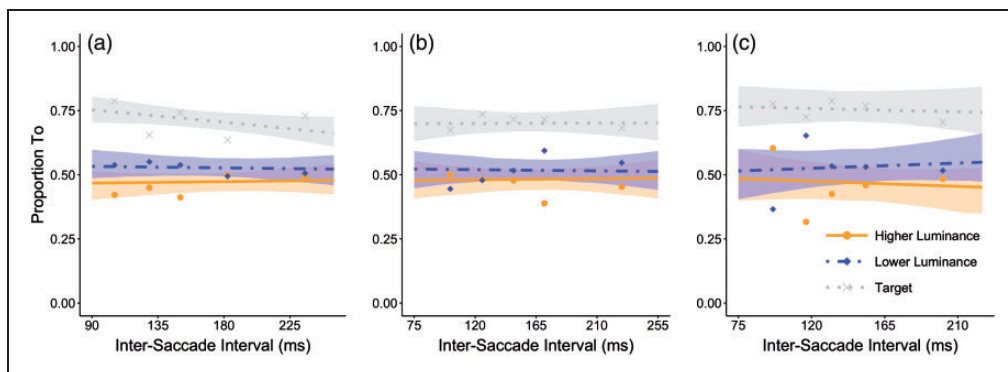 (a) (b) (c)
Proportion To
1.00 1.00 1.00
0.75 0.75 0.75
0.50 0.50 0.50
0.25 0.25 0.25
0.00 0.00 0.00
Higher Luminance
Lower Luminance
Target
90 135 180 225 75 120 165 210 255 75 120 165 210
Inter-Saccade Interval (ms) Inter-Saccade Interval (ms) Inter-Saccade Interval (ms)